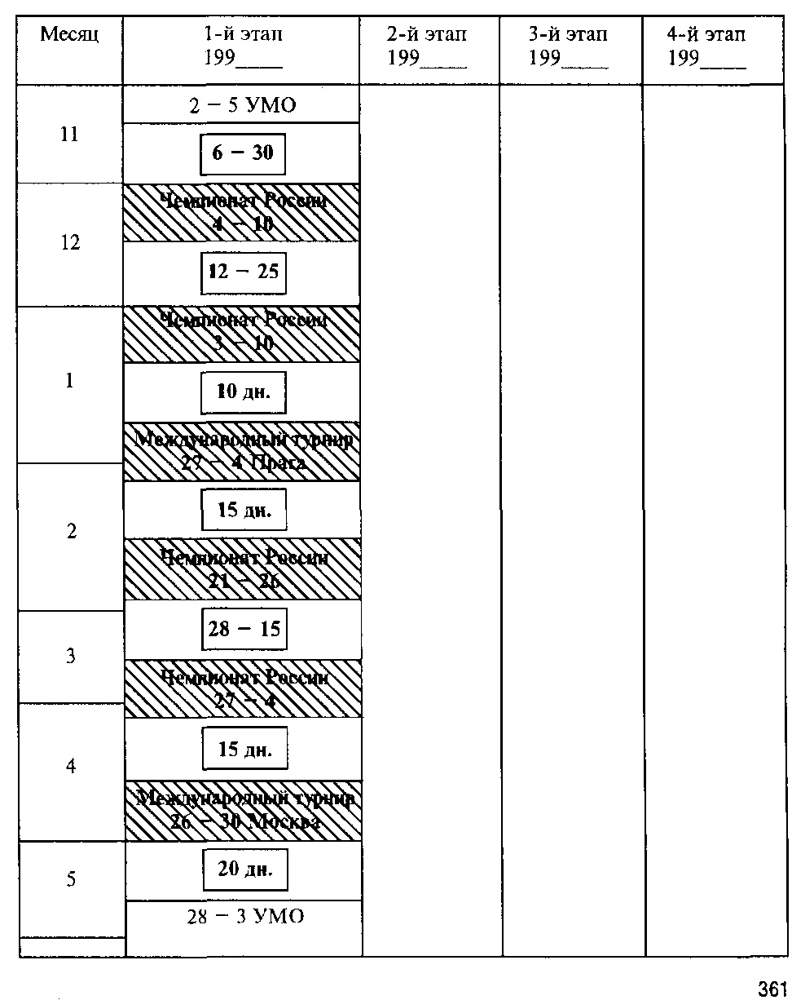 Месяц
1-й этап
199____
2-й этап
199____
3-й этап
199____
4-й этап
199____
11
2 – 5 УМО
6 – 30
12
Чемпионат России
4 – 10
12 – 25
1
Чемпионат России
3 – 10
10 дн.
Международный турнир
27 – 4 Прага
2
15 дн.
Чемпионат России
21 – 26
3
28 – 15
Чемпионат России
27 – 4
4
15 дн.
Международный турнир
26 – 30 Москва
5
20 дн.
28 – 3 УМО
361